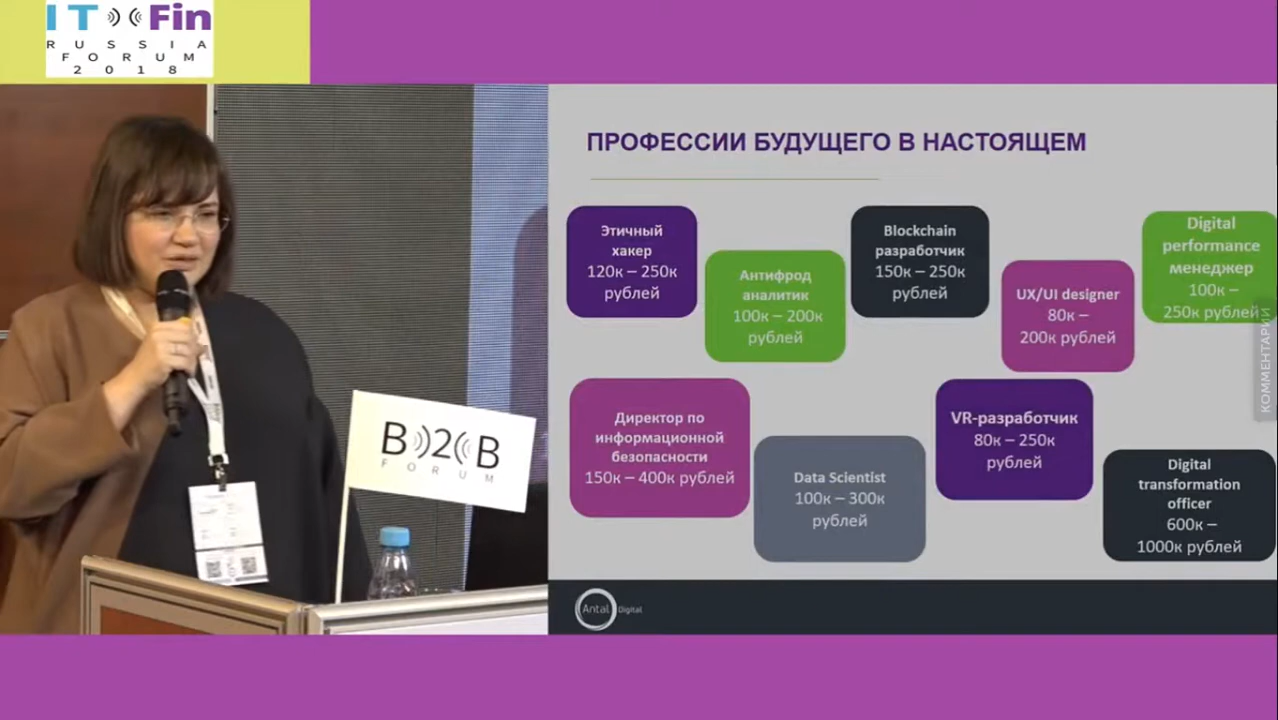 IT Fin
RUSSIA
FORUM
2018
ПРОФЕССИИ БУДУЩЕГО В НАСТОЯЩЕМ
Этичный
хакер
120к – 250к
рублей
Антифрод
аналитик
100к – 200к
рублей
Blockchain
разработчик
150к – 250к
рублей
UX/UI designer
80к –
200к рублей
Digital
performance
менеджер
100к –
250к рублей
КОММЕНТАРИИ
Директор по
информационной
безопасности
150к – 400к рублей
Data Scientist
100к – 300к
рублей
VR-разработчик
80к – 250к
рублей
Digital
transformation
officer
600к –
1000к рублей
B2B
FORUM
Antal Digital